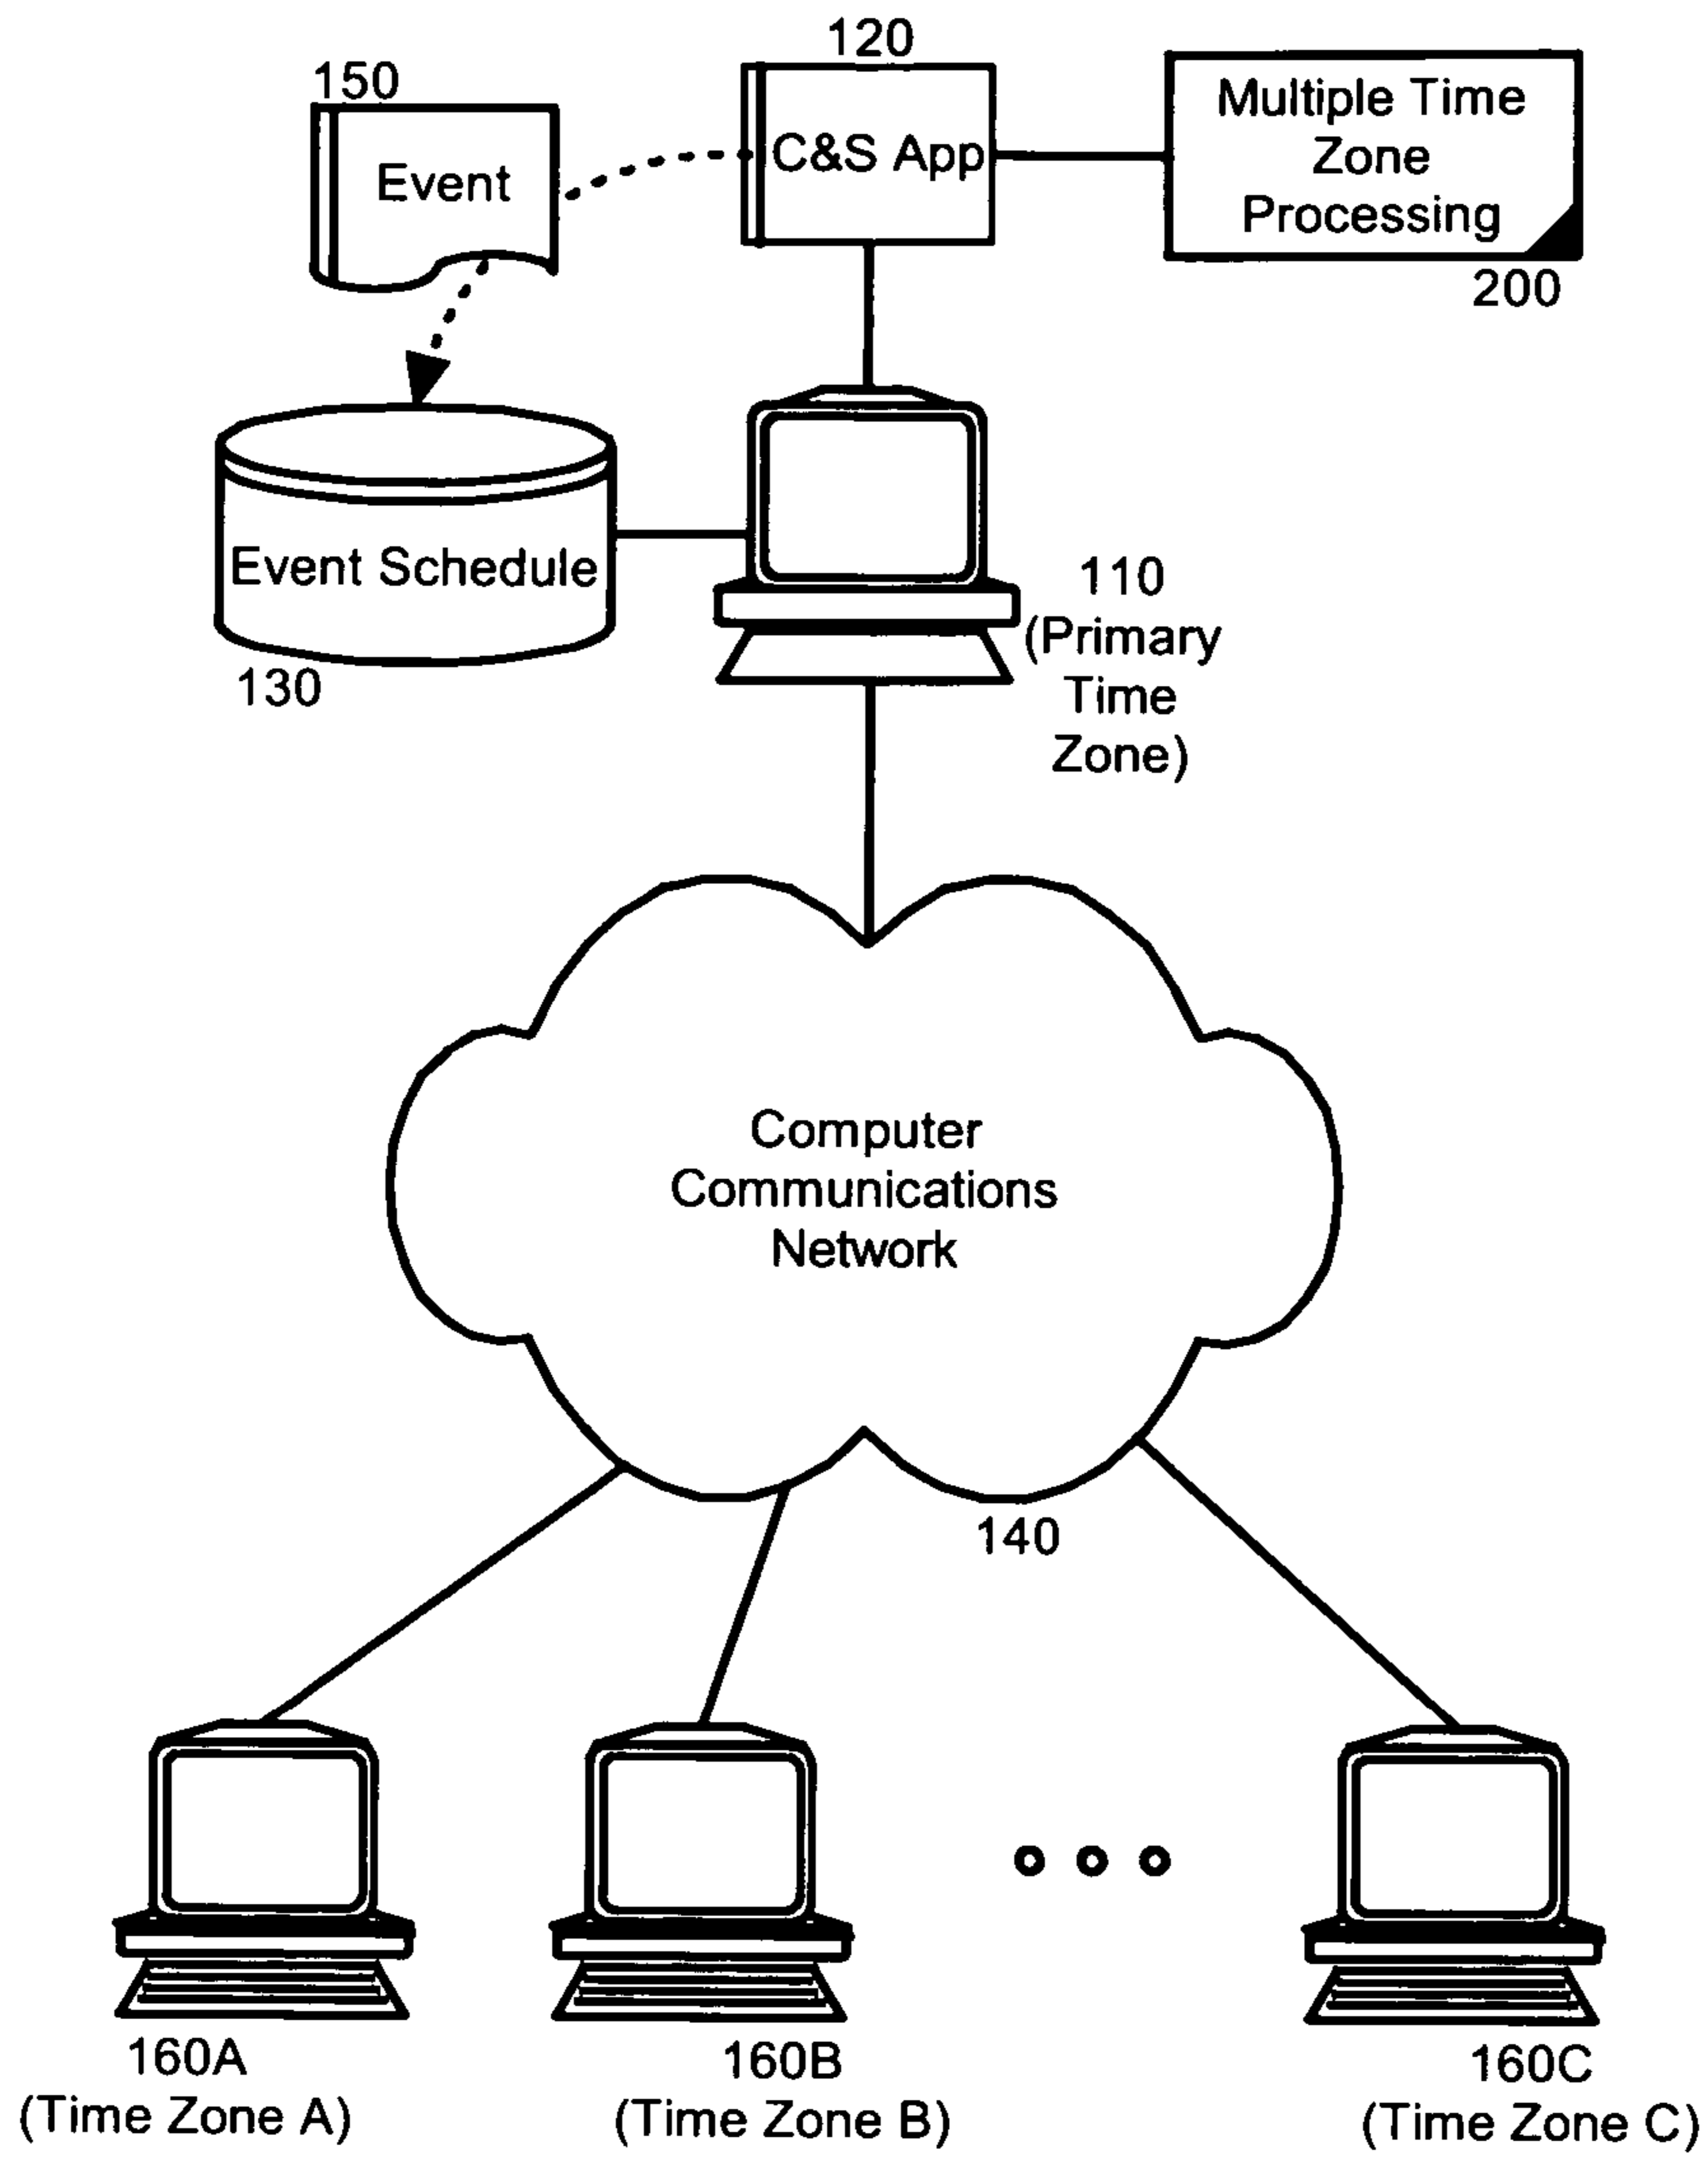 120
150
Multiple Time
Zone
Processing
C&S App
Event
200
Event Schedule
110
(Primary
Time
Zone)
130
Computer
Communications
Network
140
160A
(Time Zone A)
160B
(Time Zone B)
160C
(Time Zone C)